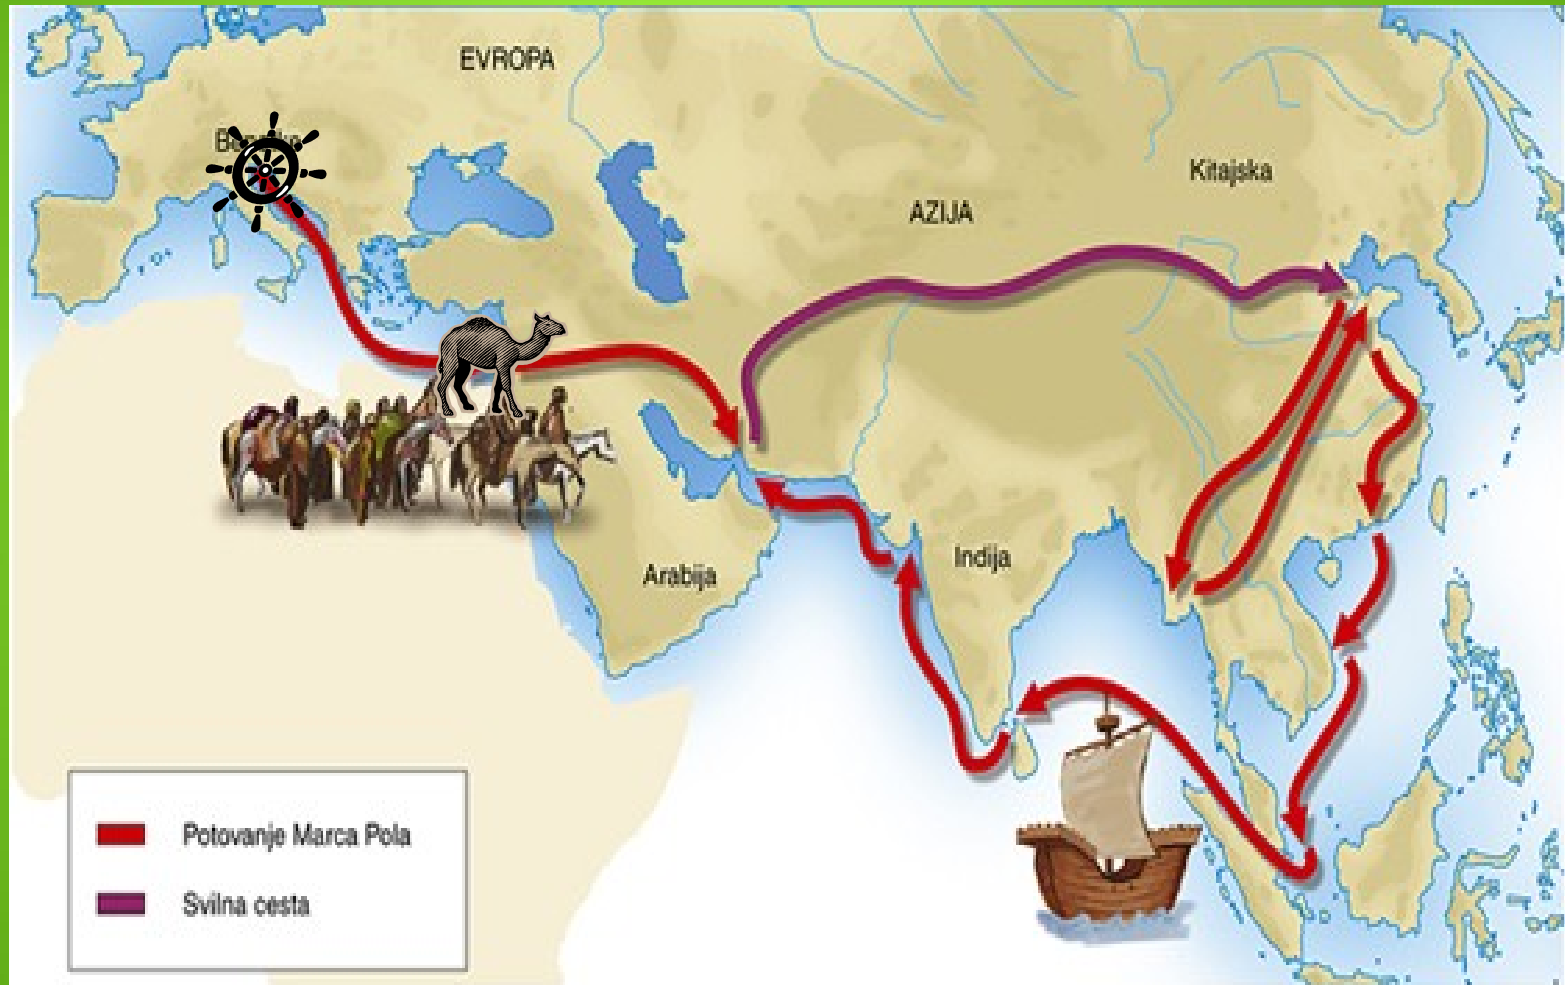 EVROPA
Kitajska
AZIJA
Indija
Arabija
Potovanje Marca Pola
Svilna cesta